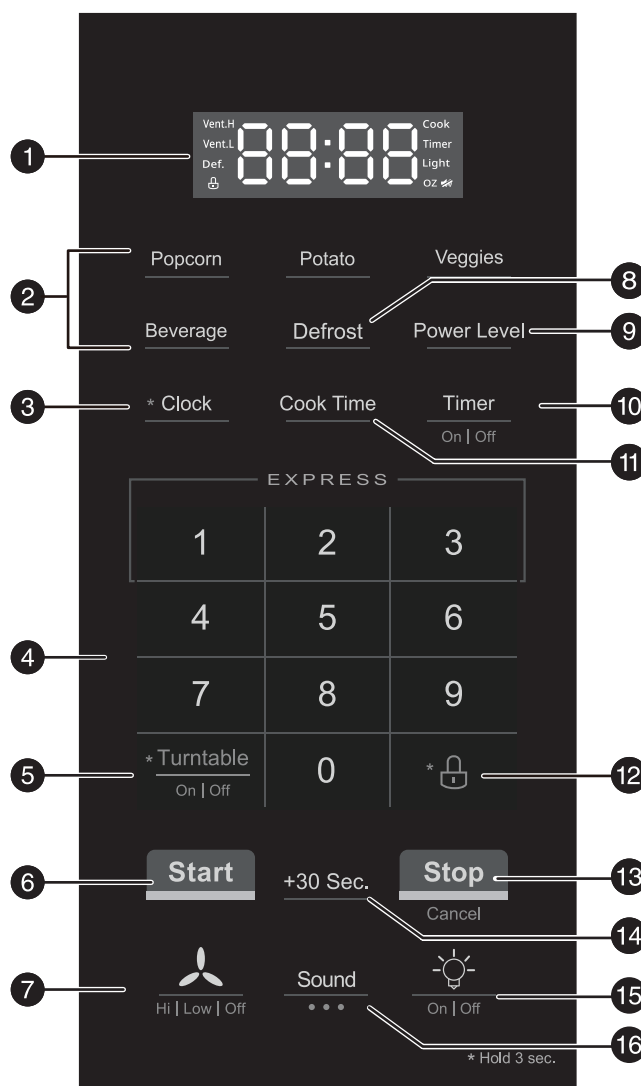 Vent.H 88:88 Cook
Vent.L Timer
Def. Light
OZ
1
Popcorn Potato Veggies
2
8
Beverage Defrost Power Level
9
3 * Clock Cook Time Timer 10
On | Off
11
EXPRESS
1 2 3
4 5 6
4
7 8 9
5 * Turntable 0 * 12
On | Off
6 Start +30 Sec. Stop 13
Cancel
14
7 Hi | Low | Off Sound On | Off 15
16
* Hold 3 sec.